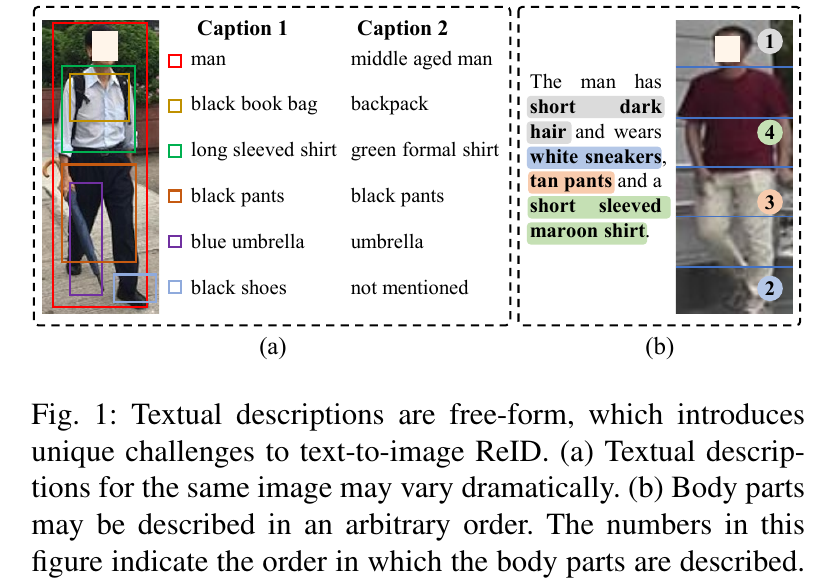 Caption 1 Caption 2
man middle aged man
black book bag backpack
long sleeved shirt green formal shirt
black pants black pants
blue umbrella umbrella
black shoes not mentioned
(a)
The man has
short dark
hair and wears
white sneakers,
tan pants and a
short sleeved
maroon shirt.
1
4
3
2
(b)
Fig. 1: Textual descriptions are free-form, which introduces
unique challenges to text-to-image ReID. (a) Textual descrip-
tions for the same image may vary dramatically. (b) Body parts
may be described in an arbitrary order. The numbers in this
figure indicate the order in which the body parts are described.